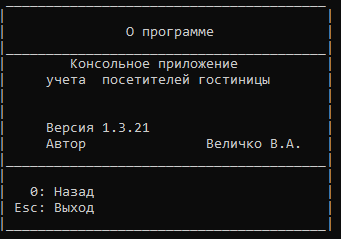 О программе
Консольное приложение
учета посетителей гостиницы
Версия 1.3.21
Автор Величко В.А.
0: Назад
Esc: Выход